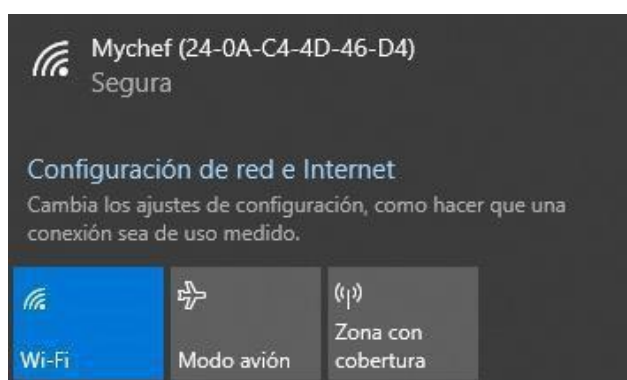 Mychef (24-0A-C4-4D-46-D4)
Segura
Configuración de red e Internet
Cambia los ajustes de configuración, como hacer que una
conexión sea de uso medido.
Wi-Fi
Modo avión
Zona con
cobertura